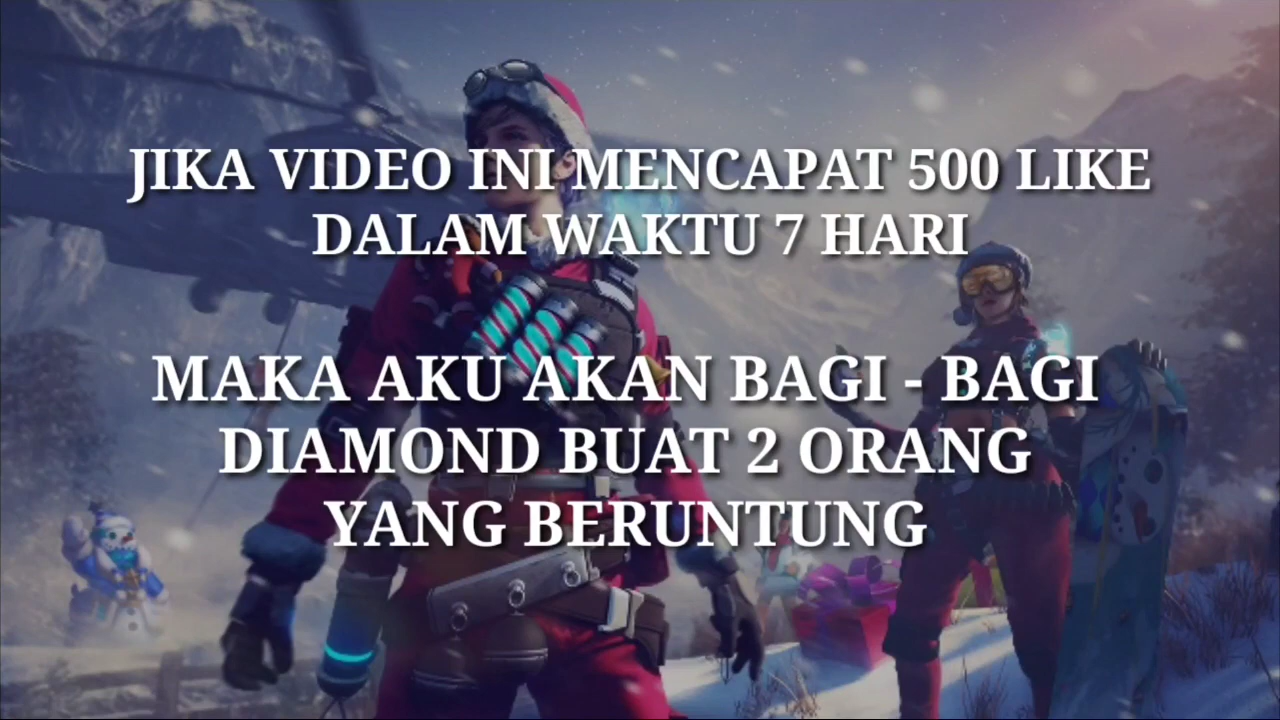 JIKA VIDEO INI MENCAPAT 500 LIKE
DALAM WAKTU 7 HARI
MAKA AKU AKAN BAGI - BAGI
DIAMOND BUAT 2 ORANG
YANG BERUNTUNG